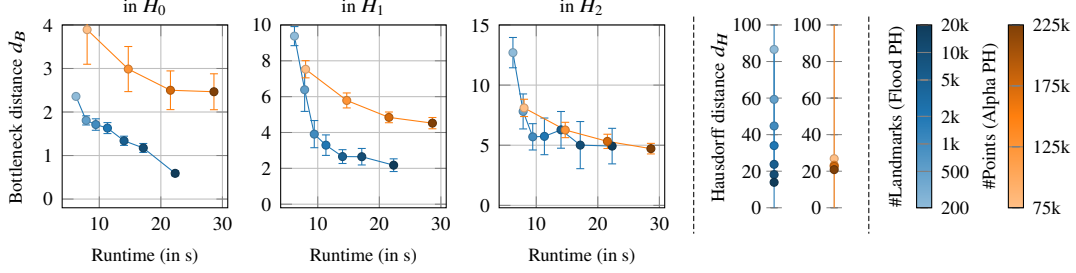 in H₀
in H₁
in H₂
Bottleneck distance d_B
4
3
2
1
0
10
20
30
Runtime (in s)
10
8
6
4
2
0
10
20
30
Runtime (in s)
15
10
5
0
10
20
30
Runtime (in s)
Hausdorff distance d_H
100
80
60
40
20
0
100
80
60
40
20
0
#Landmarks (Flood PH)
20k
10k
5k
2k
1k
500
200
#Points (Alpha PH)
225k
175k
125k
75k